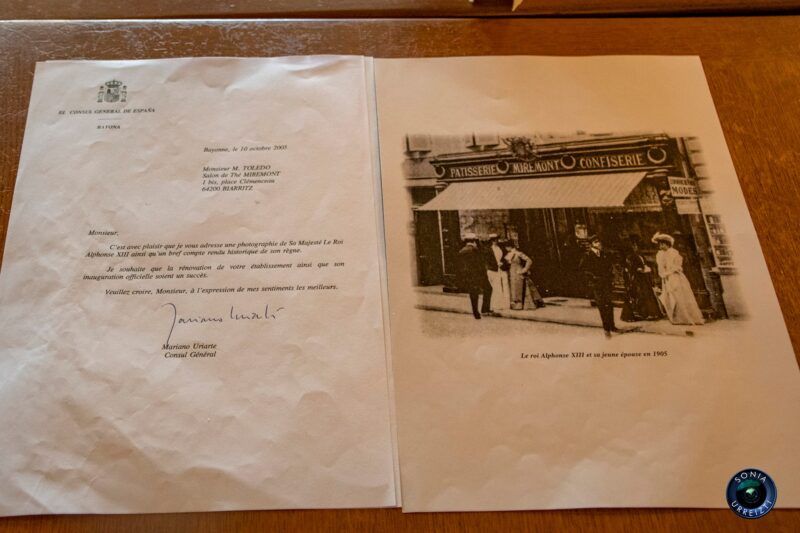 EL CONSUL GENERAL DE ESPAÑA
BAYONA
Bayonne, le 10 octobre 2005
Monsieur M. TOLEDO
Salon de Thé MIREMONT
1 bis, place Clémenceau
64200 BIARRITZ
Monsieur,
C'est avec plaisir que je vous adresse une photographie de Sa Majesté Le Roi
Alphonse XIII ainsi qu'un bref compte rendu historique de son règne.
Je souhaite que la rénovation de votre établissement ainsi que son
inauguration officielle soient un succès.
Veuillez croire, Monsieur, à l'expression de mes sentiments les meilleurs.
Mariano Uriarte
Consul Général
PATISSERIE MIREMONT CONFISERIE
MODES
Le roi Alphonse XIII et sa jeune épouse en 1905
SONIA
URREIZTI